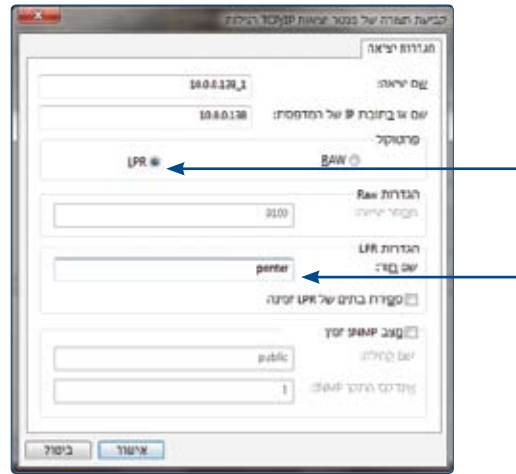 קביעת תצורה של מנטר יציאות TCP/IP רגילות
הגדרות יציאה
שם יציאה: 10.0.0.138_1
שם או כתובת IP של המדפסת: 10.0.0.138
פרוטוקול
RAW LPR
הגדרות Raw
מספר יציאה: 9100
הגדרות LPR
שם תור:
ספירת בתים של LPR זמינה
מצב SNMP זמין
שם קהילה: public
אינדקס התקן SNMP: 1
אישור ביטול